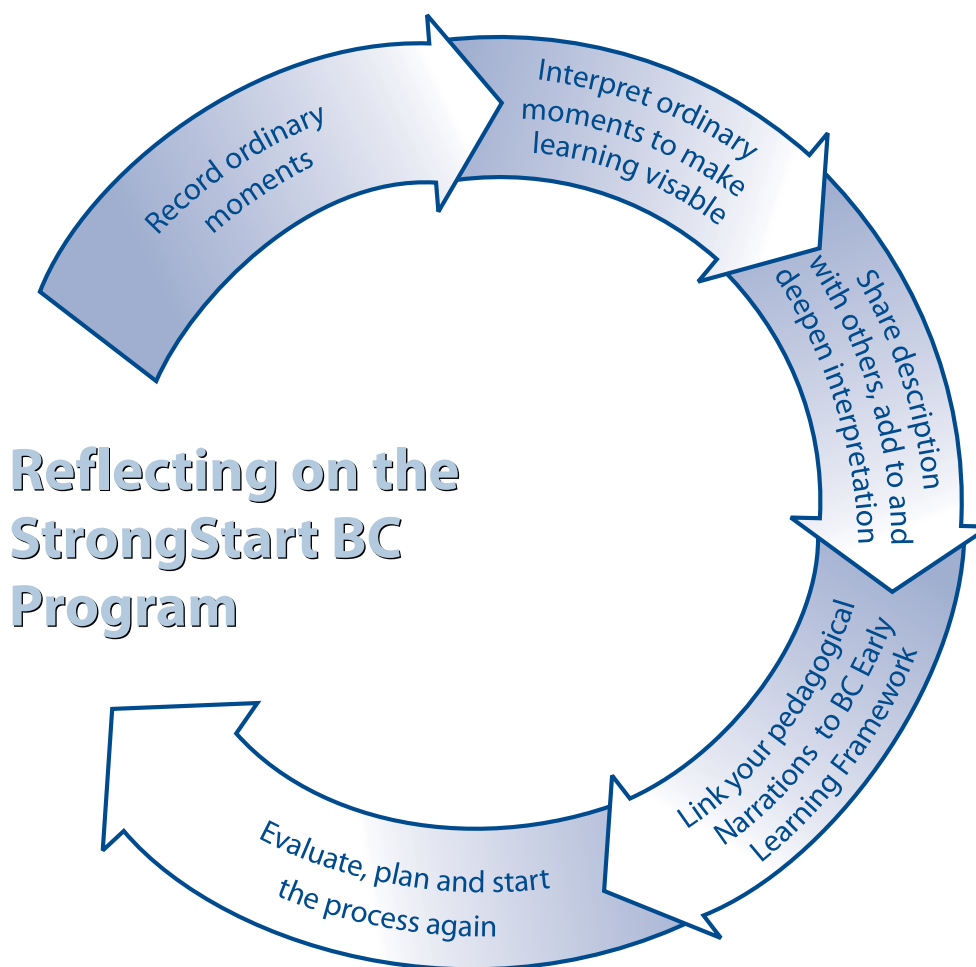 Record ordinary
moments
Interpret ordinary
moments to make
learning visable
Share description
with others, add to and
deepen interpretation
Link your pedagogical
Narrations to BC Early
Learning Framework
Evaluate, plan and start
the process again
Reflecting on the
StrongStart BC
Program